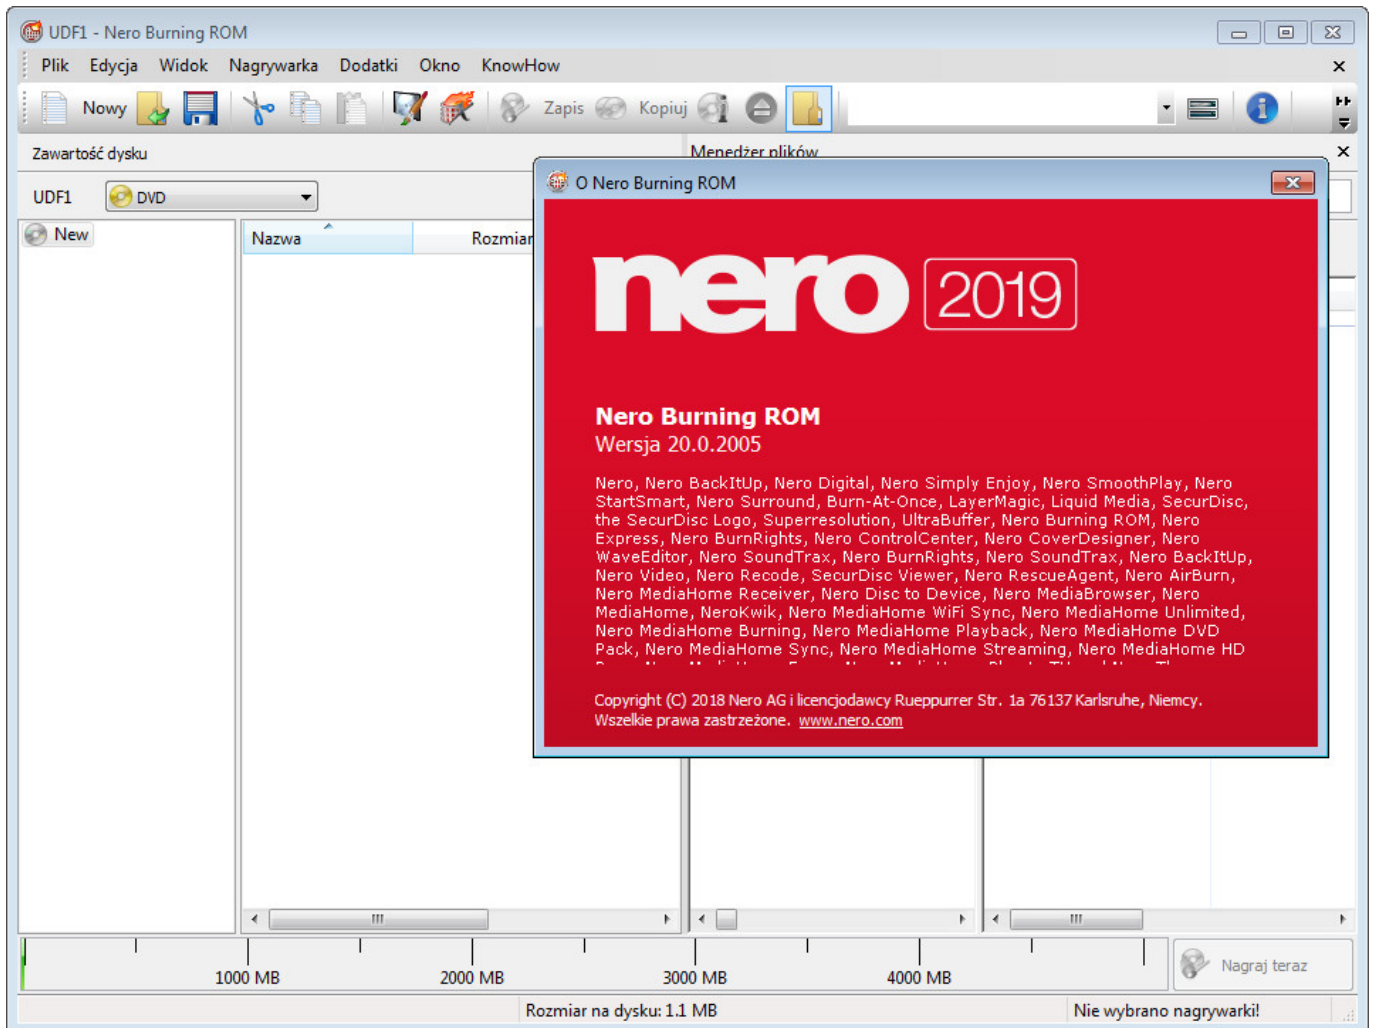 UDF1 - Nero Burning ROM
Plik Edycja Widok Nagrywarka Dodatki Okno KnowHow
Nowy Zapis Kopiuj
Zawartość dysku
Menedżer plików
UDF1 DVD
New
Nazwa Rozmiar
O Nero Burning ROM
nero 2019
Nero Burning ROM
Wersja 20.0.2005
Nero, Nero BackItUp, Nero Digital, Nero Simply Enjoy, Nero SmoothPlay, Nero
StartSmart, Nero Surround, Burn-At-Once, LayerMagic, Liquid Media, SecurDisc,
the SecurDisc Logo, Superresolution, UltraBuffer, Nero Burning ROM, Nero
Express, Nero BurnRights, Nero ControlCenter, Nero CoverDesigner, Nero
WaveEditor, Nero SoundTrax, Nero BurnRights, Nero SoundTrax, Nero BackItUp,
Nero Video, Nero Recode, SecurDisc Viewer, Nero RescueAgent, Nero AirBurn,
Nero MediaHome Receiver, Nero Disc to Device, Nero MediaBrowser, Nero
MediaHome, NeroKwik, Nero MediaHome WiFi Sync, Nero MediaHome Unlimited,
Nero MediaHome Burning, Nero MediaHome Playback, Nero MediaHome DVD
Pack, Nero MediaHome Sync, Nero MediaHome Streaming, Nero MediaHome HD
Copyright (C) 2018 Nero AG i licencjodawcy Rueppurrer Str. 1a 76137 Karlsruhe, Niemcy.
Wszelkie prawa zastrzeżone. www.nero.com
1000 MB 2000 MB 3000 MB 4000 MB
Nagraj teraz
Rozmiar na dysku: 1.1 MB
Nie wybrano nagrywarki!